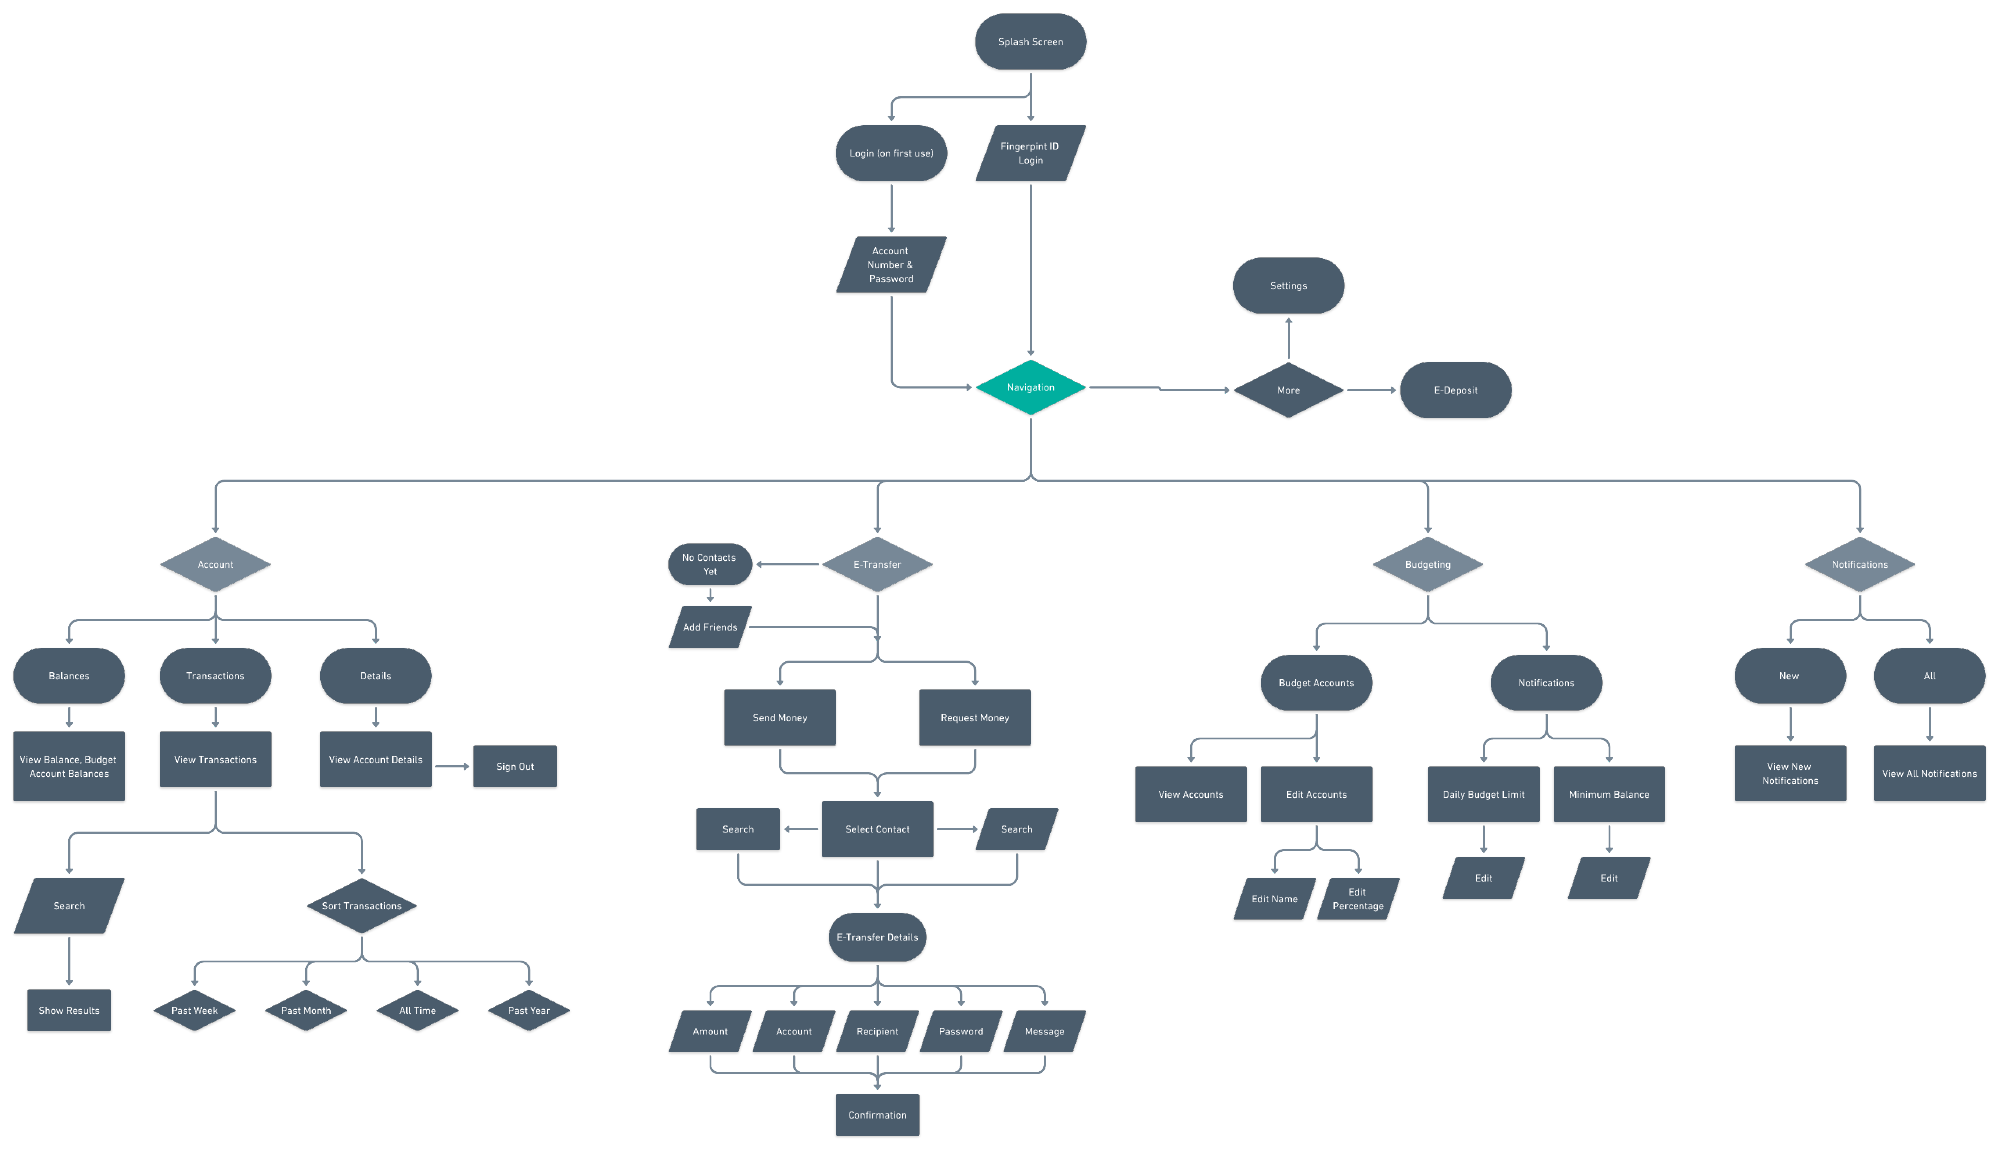 Splash Screen
Login (on first use)
Fingerpint ID
Login
Account
Number &
Password
Settings
Navigation
More
E-Deposit
Account
No Contacts
Yet
E-Transfer
Budgeting
Notifications
Add Friends
Balances
Transactions
Details
Budget Accounts
Notifications
New
All
Send Money
Request Money
View Balance, Budget
Account Balances
View Transactions
View Account Details
Sign Out
View Accounts
Edit Accounts
Daily Budget Limit
Minimum Balance
View New
Notifications
View All Notifications
Search
Select Contact
Search
Search
Sort Transactions
Edit Name
Edit
Percentage
Edit
Edit
E-Transfer Details
Show Results
Past Week
Past Month
All Time
Past Year
Amount
Account
Recipient
Password
Message
Confirmation